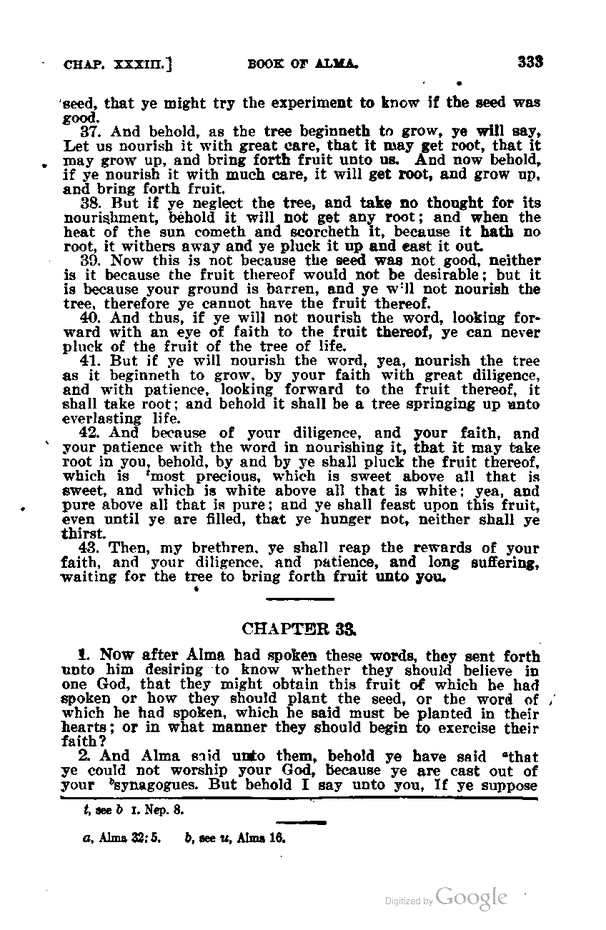 CHAP. XXXIII.] BOOK OF ALMA. 333
seed, that ye might try the experiment to know if the seed was
good.
37. And behold, as the tree beginneth to grow, ye will say,
Let us nourish it with great care, that it may get root, that it
may grow up, and bring forth fruit unto us. And now behold,
if ye nourish it with much care, it will get root, and grow up,
and bring forth fruit.
38. But if ye neglect the tree, and take no thought for its
nourishment, behold it will not get any root; and when the
heat of the sun cometh and scorcheth it, because it hath no
root, it withers away and ye pluck it up and cast it out.
39. Now this is not because the seed was not good, neither
is it because the fruit thereof would not be desirable; but it
is because your ground is barren, and ye will not nourish the
tree, therefore ye cannot have the fruit thereof.
40. And thus, if ye will not nourish the word, looking for-
ward with an eye of faith to the fruit thereof, ye can never
pluck of the fruit of the tree of life.
41. But if ye will nourish the word, yea, nourish the tree
as it beginneth to grow, by your faith with great diligence,
and with patience, looking forward to the fruit thereof, it
shall take root; and behold it shall be a tree springing up unto
everlasting life.
42. And because of your diligence, and your faith, and
your patience with the word in nourishing it, that it may take
root in you, behold, by and by ye shall pluck the fruit thereof,
which is tmost precious, which is sweet above all that is
sweet, and which is white above all that is white; yea, and
pure above all that is pure; and ye shall feast upon this fruit,
even until ye are filled, that ye hunger not, neither shall ye
thirst.
43. Then, my brethren, ye shall reap the rewards of your
faith, and your diligence, and patience, and long suffering,
waiting for the tree to bring forth fruit unto you.
CHAPTER 33.
1. Now after Alma had spoken these words, they sent forth
unto him desiring to know whether they should believe in
one God, that they might obtain this fruit of which he had
spoken or how they should plant the seed, or the word of
which he had spoken, which he said must be planted in their
hearts; or in what manner they should begin to exercise their
faith?
2. And Alma said unto them, behold ye have said athat
ye could not worship your God, because ye are cast out of
your bsynagogues. But behold I say unto you, If ye suppose
t, see b 1. Nep. 8.
a, Alma 32:5. b, see u, Alma 16.
Digitized by Google